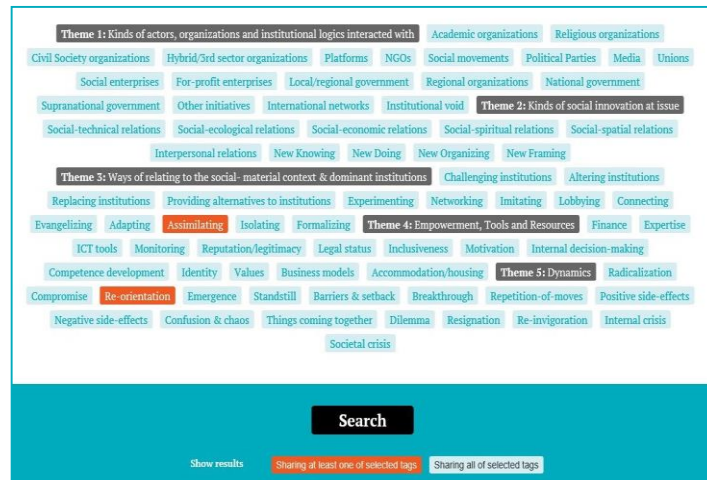 Theme 1: Kinds of actors, organizations and institutional logics interacted with Academic organizations Religious organizations
Civil Society organizations Hybrid/3rd sector organizations Platforms NGOs Social movements Political Parties Media Unions
Social enterprises For-profit enterprises Local/regional government Regional organizations National government
Supranational government Other initiatives International networks Institutional void Theme 2: Kinds of social innovation at issue
Social-technical relations Social-ecological relations Social-economic relations Social-spiritual relations Social-spatial relations
Interpersonal relations New Knowing New Doing New Organizing New Framing
Theme 3: Ways of relating to the social- material context & dominant institutions Challenging institutions Altering institutions
Replacing institutions Providing alternatives to institutions Experimenting Networking Imitating Lobbying Connecting
Evangelizing Adapting Assimilating Isolating Formalizing Theme 4: Empowerment, Tools and Resources Finance Expertise
ICT tools Monitoring Reputation/legitimacy Legal status Inclusiveness Motivation Internal decision-making
Competence development Identity Values Business models Accommodation/housing Theme 5: Dynamics Radicalization
Compromise Re-orientation Emergence Standstill Barriers & setback Breakthrough Repetition-of-moves Positive side-effects
Negative side-effects Confusion & chaos Things coming together Dilemma Resignation Re-invigoration Internal crisis
Societal crisis
Search
Show results Sharing at least one of selected tags Sharing all of selected tags